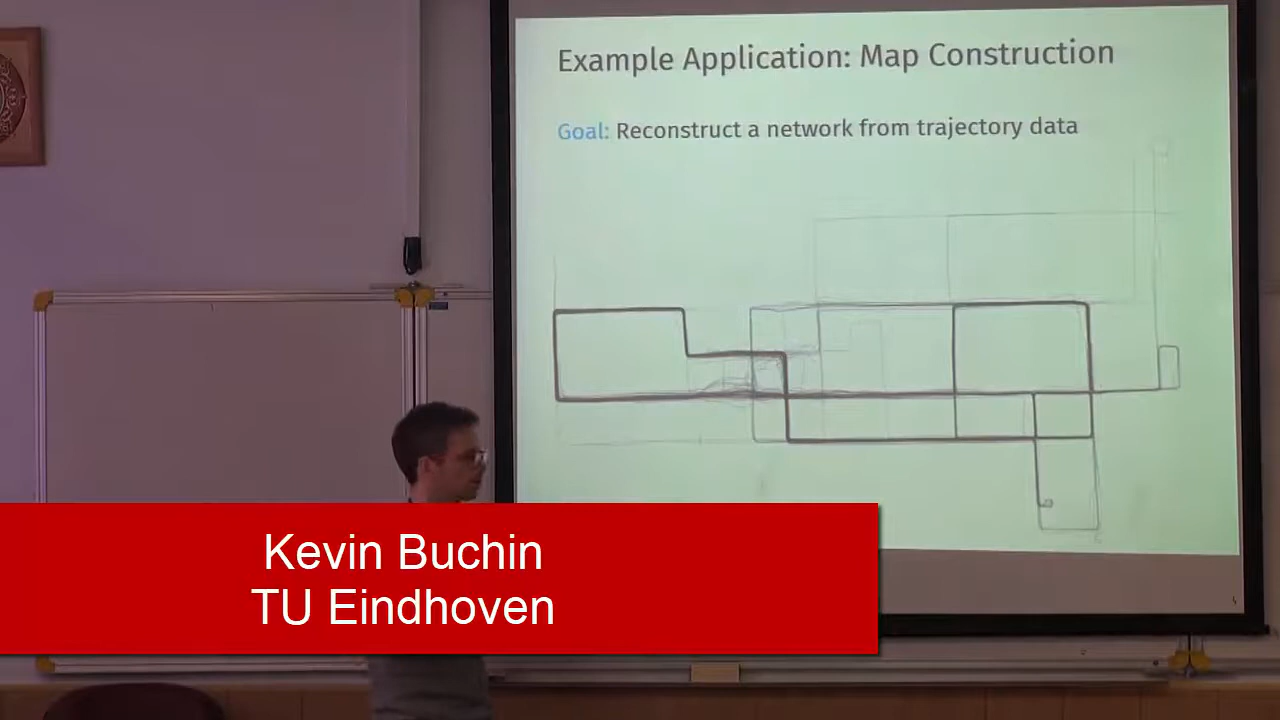 Example Application: Map Construction
Goal: Reconstruct a network from trajectory data
Kevin Buchin
TU Eindhoven